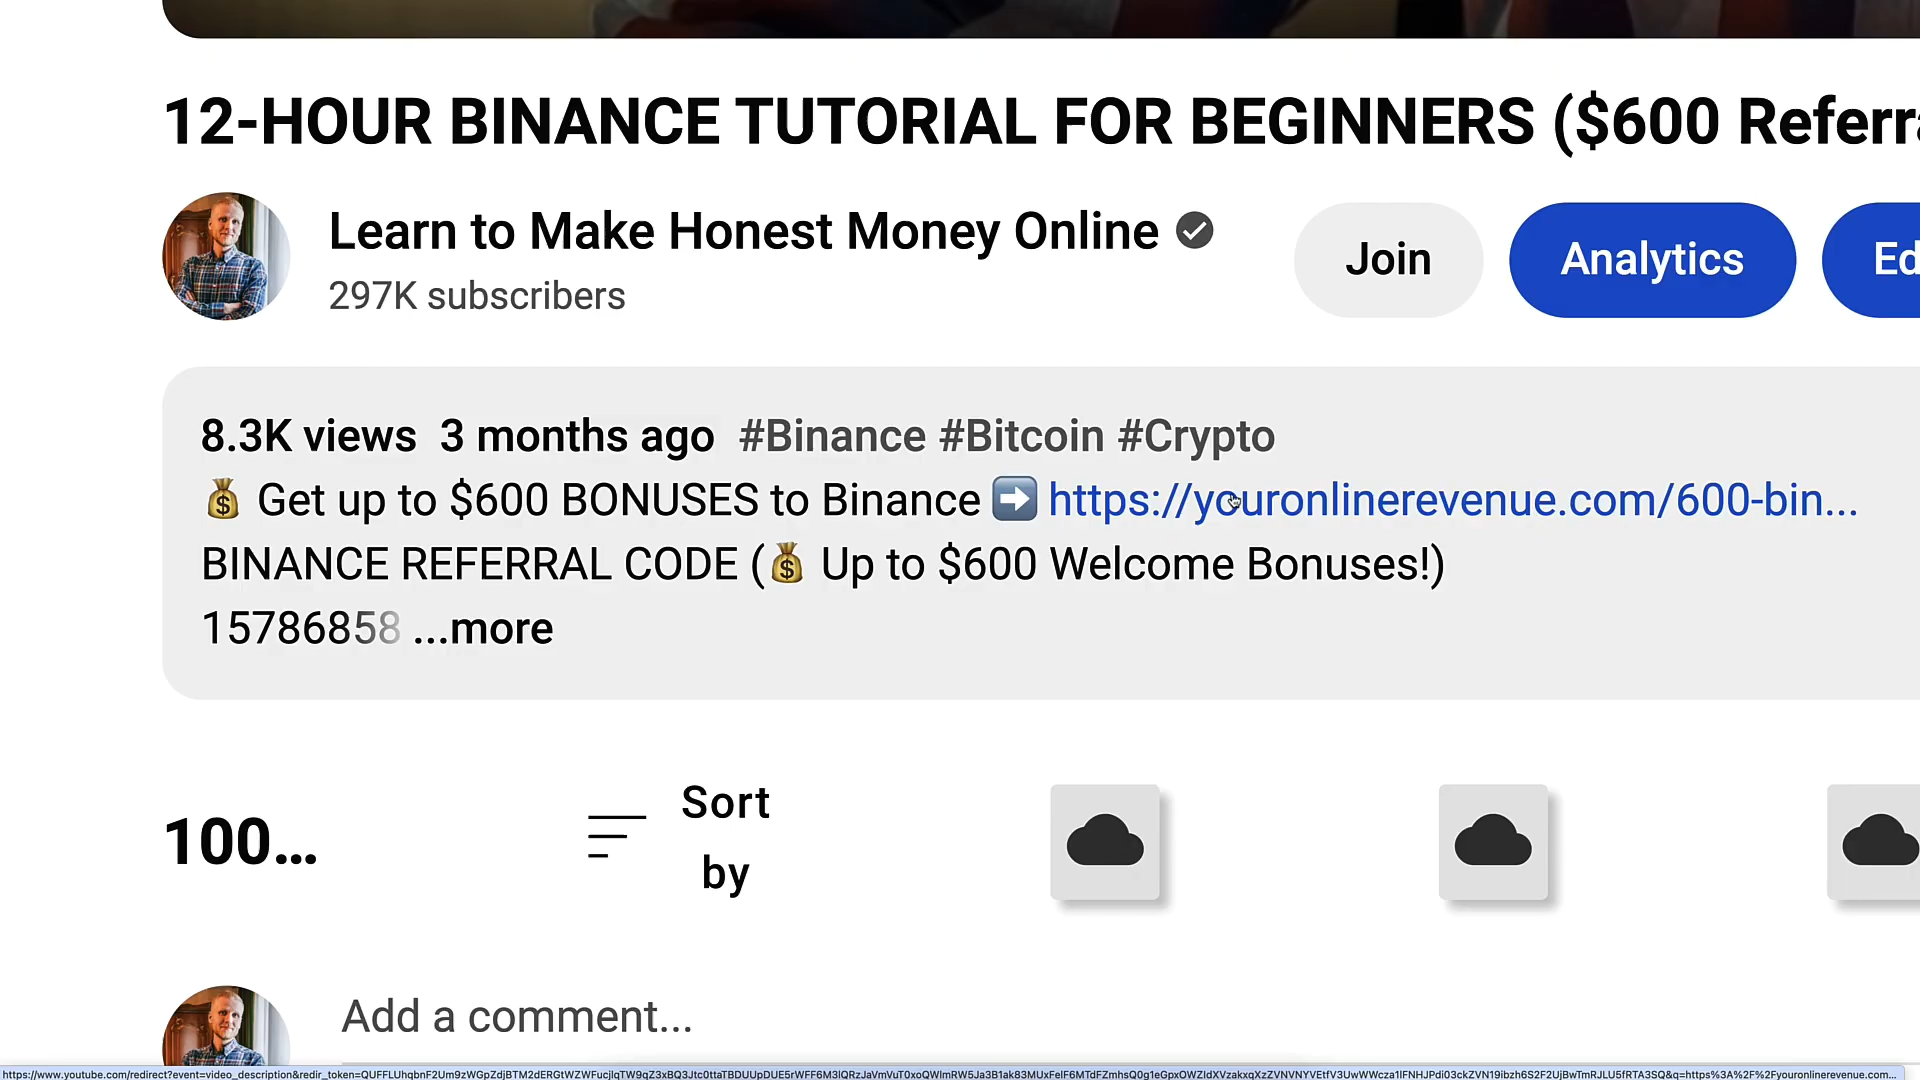 12-HOUR BINANCE TUTORIAL FOR BEGINNERS ($600 Referra
Learn to Make Honest Money Online
297K subscribers
Join
Analytics
Ed
8.3K views 3 months ago #Binance #Bitcoin #Crypto
💰 Get up to $600 BONUSES to Binance ➡️ https://youronlinerevenue.com/600-bin...
BINANCE REFERRAL CODE (💰 Up to $600 Welcome Bonuses!)
15786858 ...more
100...
Sort
by
Add a comment...